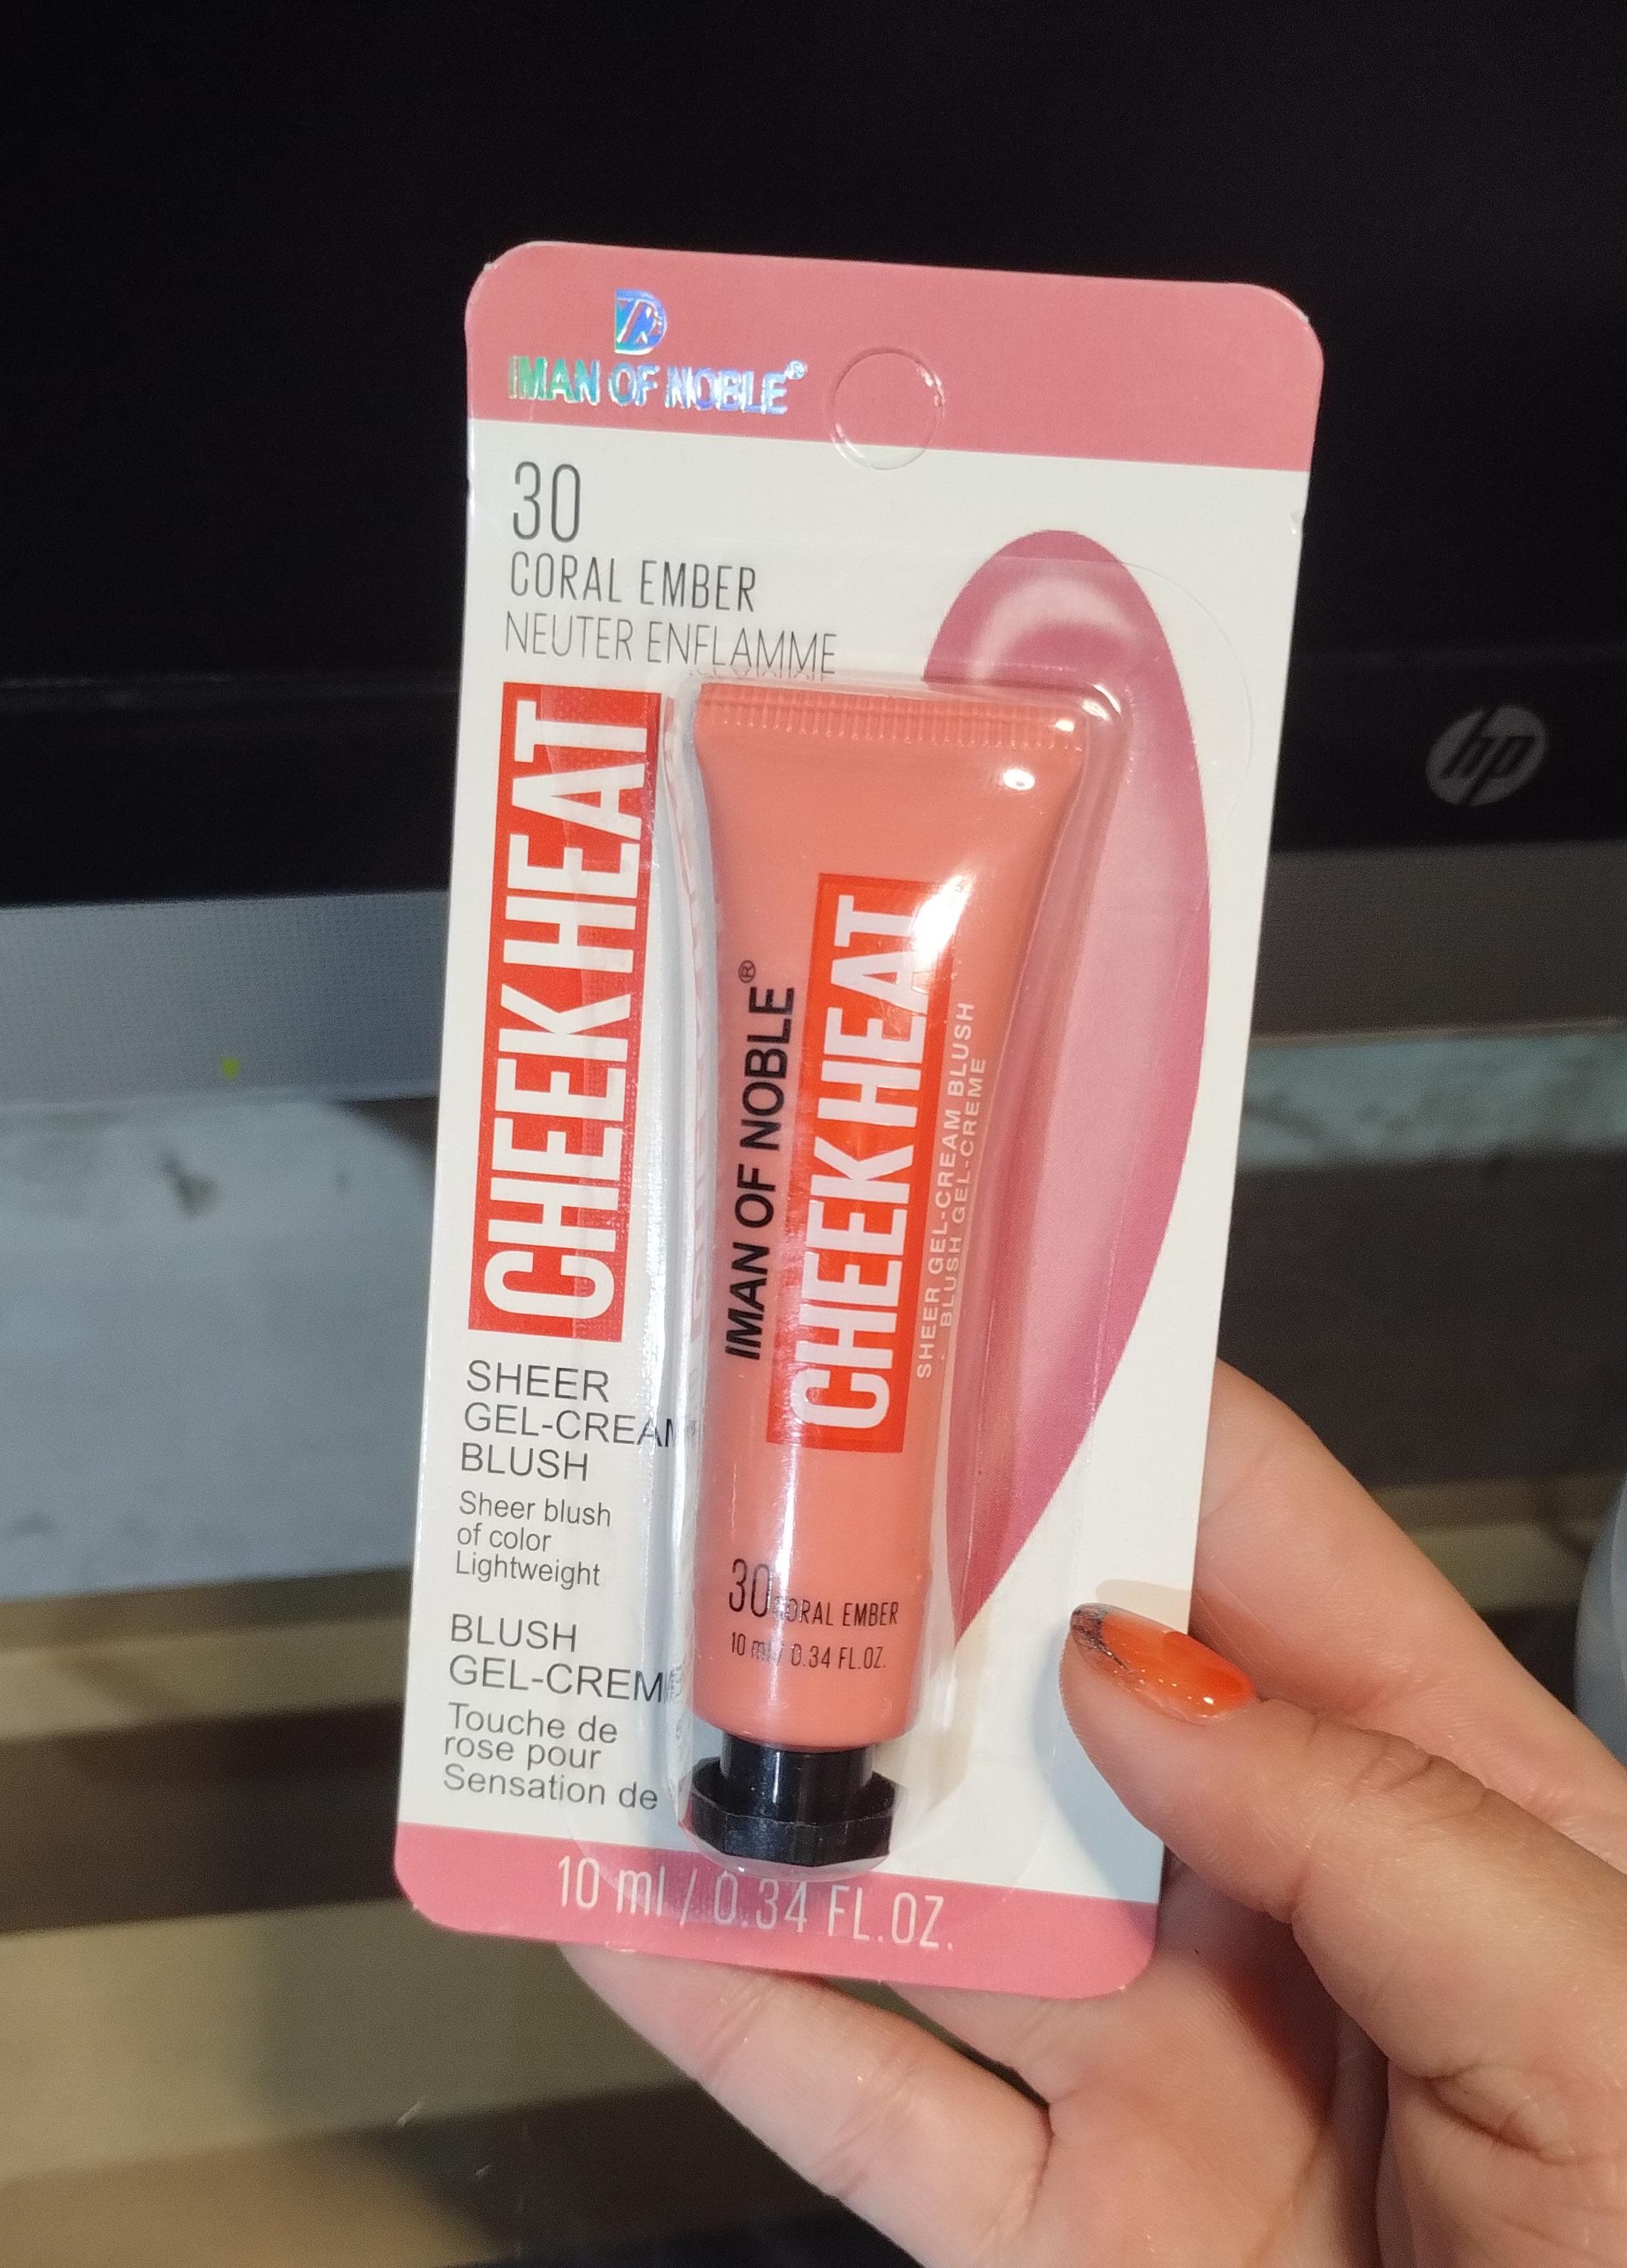 IMAN OF NOBLE®
30
CORAL EMBER
NEUTER ENFLAMME
CHEEK HEAT
SHEER
GEL-CREAM
BLUSH
Sheer blush
of color
Lightweight
BLUSH
GEL-CREME
Touche de
rose pour
Sensation de
10 ml / 0.34 FL.OZ.
IMAN OF NOBLE®
CHEEK HEAT
SHEER GEL-CREAM BLUSH
BLUSH GEL-CREME
30 CORAL EMBER
10 ml / 0.34 FL.OZ.
hp